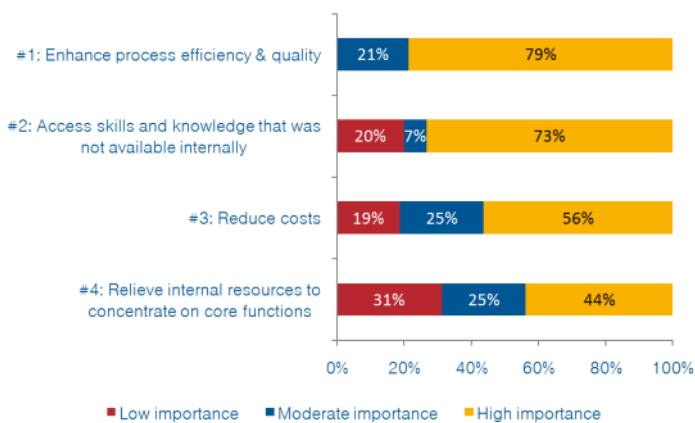 #1: Enhance process efficiency & quality
21%
79%
#2: Access skills and knowledge that was
not available internally
20%
7%
73%
#3: Reduce costs
19%
25%
56%
#4: Relieve internal resources to
concentrate on core functions
31%
25%
44%
0%
20%
40%
60%
80%
100%
Low importance
Moderate importance
High importance